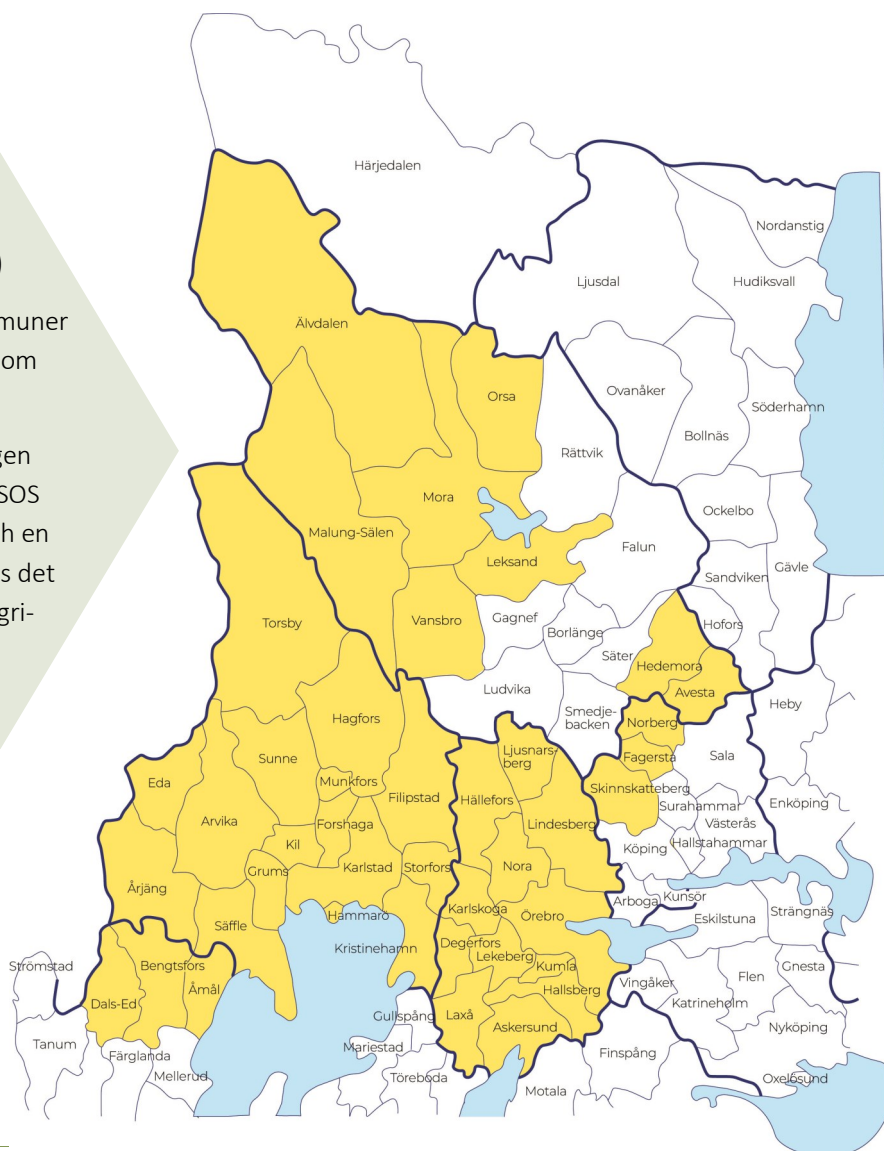 )
muner
om
gen
SOS
h en
s det
gri-
Härjedalen
Nordanstig
Ljusdal
Hudiksvall
Älvdalen
Orsa
Ovanåker
Söderhamn
Bollnäs
Rättvik
Mora
Ockelbo
Malung-Sälen
Falun
Leksand
Gävle
Sandviken
Torsby
Vansbro
Gagnef
Hofors
Borlänge
Säter
Hedemora
Ludvika
Avesta
Heby
Hagfors
Smedje-
backen
Norberg
Ljusnars-
berg
Sunne
Sala
Fagersta
Eda
Munkfors
Skinnskatteberg
Filipstad
Hällefors
Surahammar
Enköping
Arvika
Forshaga
Lindesberg
Västerås
Köping
Hallstahammar
Kil
Nora
Grums
Karlstad
Storfors
Årjäng
Arboga
Kunsör
Karlskoga
Strängnäs
Hammarö
Örebro
Eskilstuna
Säffle
Kristinehamn
Degerfors
Lekeberg
Strömstad
Bengtsfors
Kumla
Gnesta
Åmål
Vingåker
Flen
Hallsberg
Dals-Ed
Katrineholm
Laxå
Gullspång
Askersund
Nyköping
Tanum
Färglanda
Mariestad
Finspång
Mellerud
Töreboda
Oxelösund
Motala